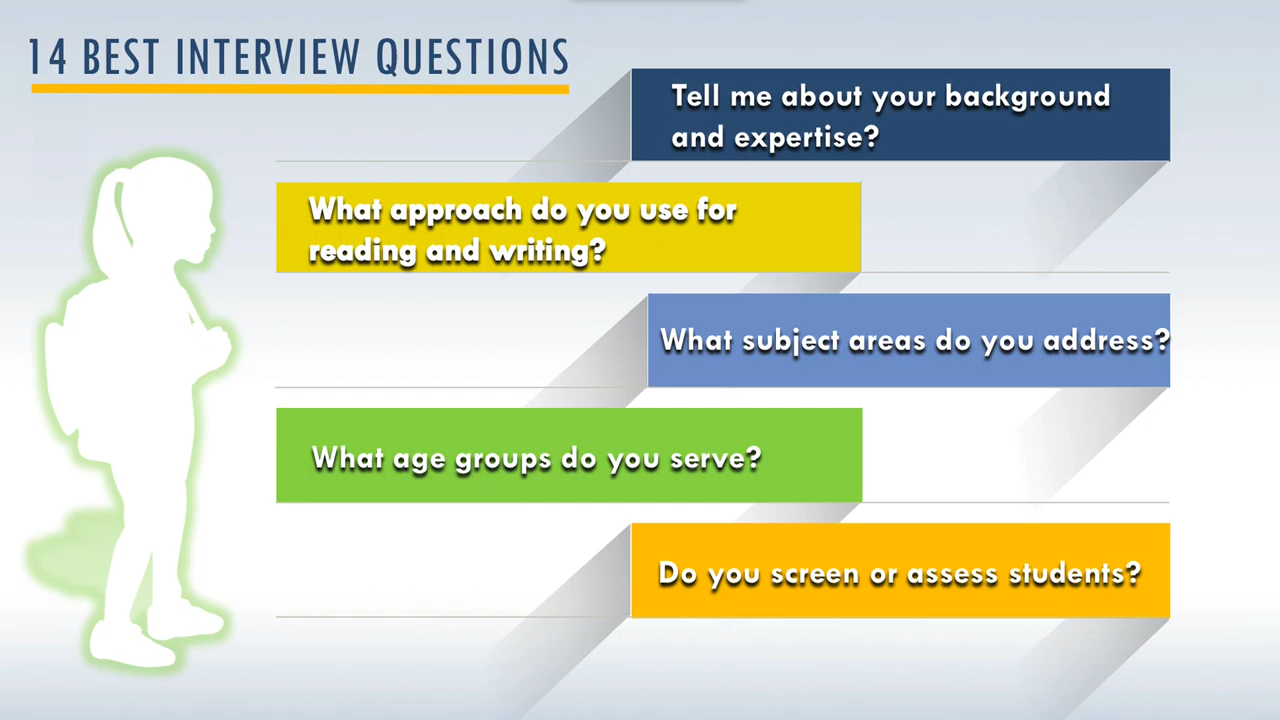 14 BEST INTERVIEW QUESTIONS
Tell me about your background
and expertise?
What approach do you use for
reading and writing?
What subject areas do you address?
What age groups do you serve?
Do you screen or assess students?